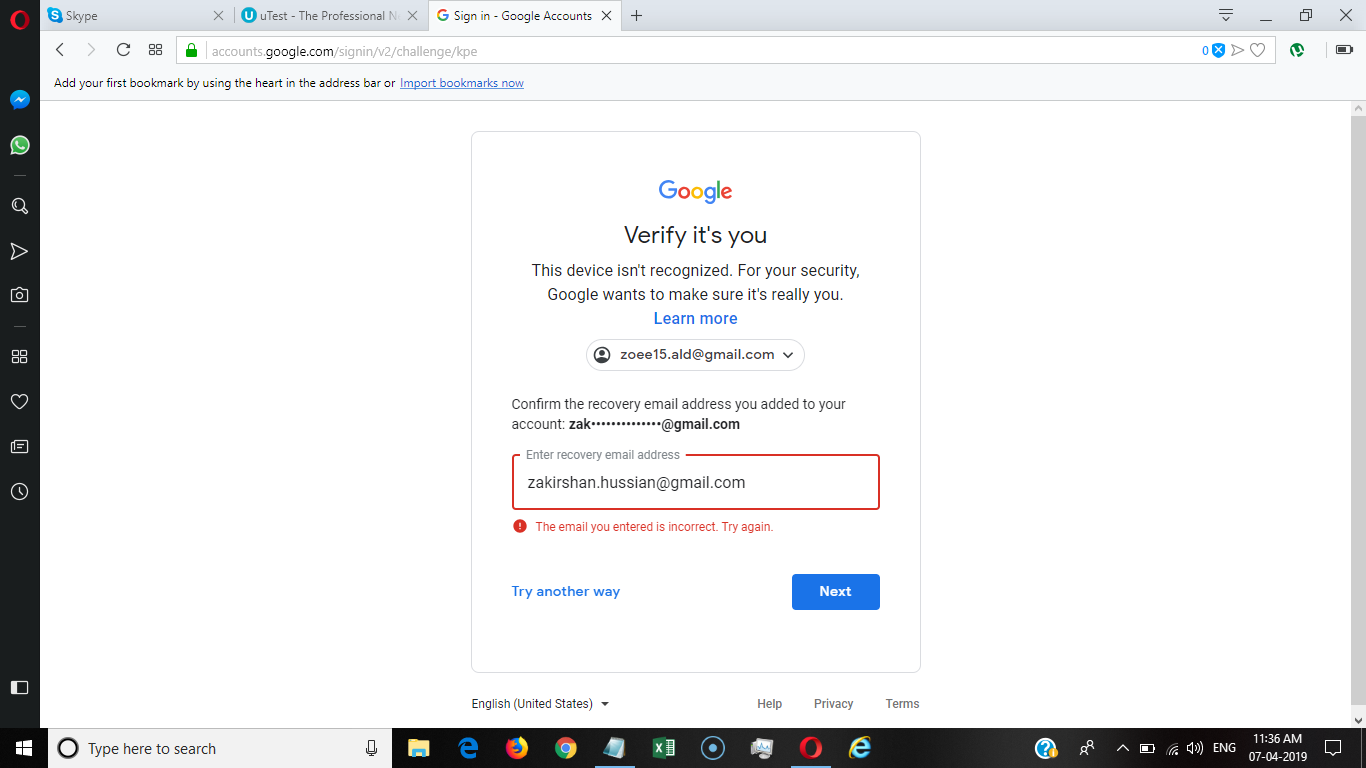 Skype
uTest - The Professional Ne
Sign in - Google Accounts
accounts.google.com/signin/v2/challenge/kpe
0
Add your first bookmark by using the heart in the address bar or Import bookmarks now
Google
Verify it's you
This device isn't recognized. For your security,
Google wants to make sure it's really you.
Learn more
zoee15.ald@gmail.com
Confirm the recovery email address you added to your
account: zak••••••••••••••@gmail.com
Enter recovery email address
zakirshan.hussian@gmail.com
The email you entered is incorrect. Try again.
Try another way
Next
English (United States)
Help
Privacy
Terms
Type here to search
ENG
11:36 AM
07-04-2019